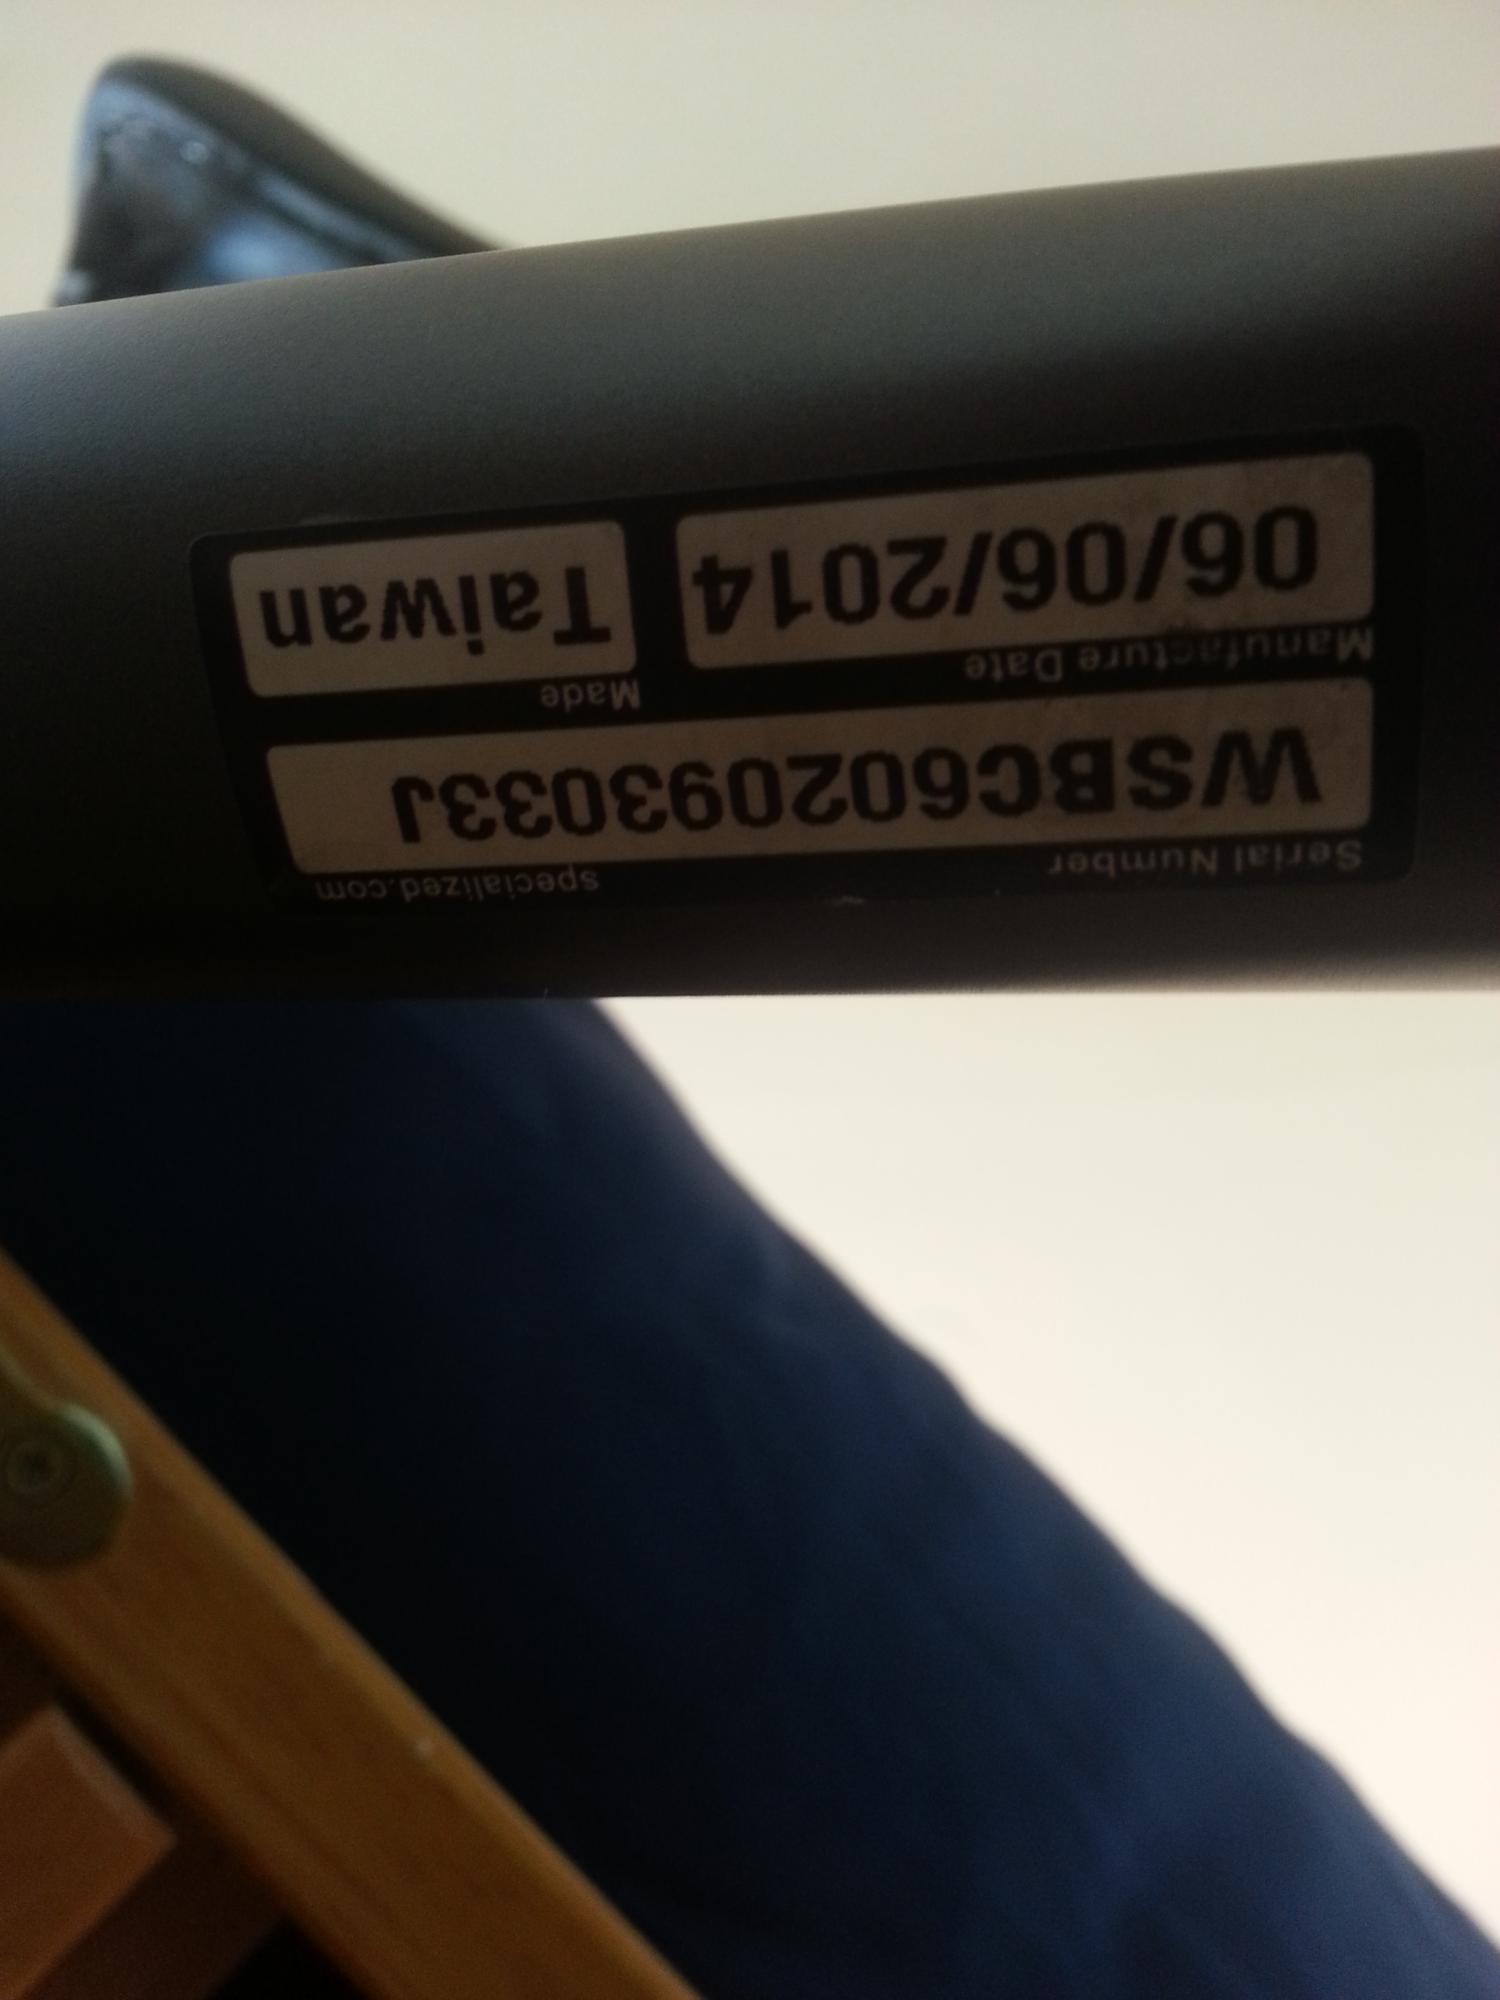 Serial Number specialized.com
WSBC602093033J
Manufacture Date Made
06/06/2014 Taiwan